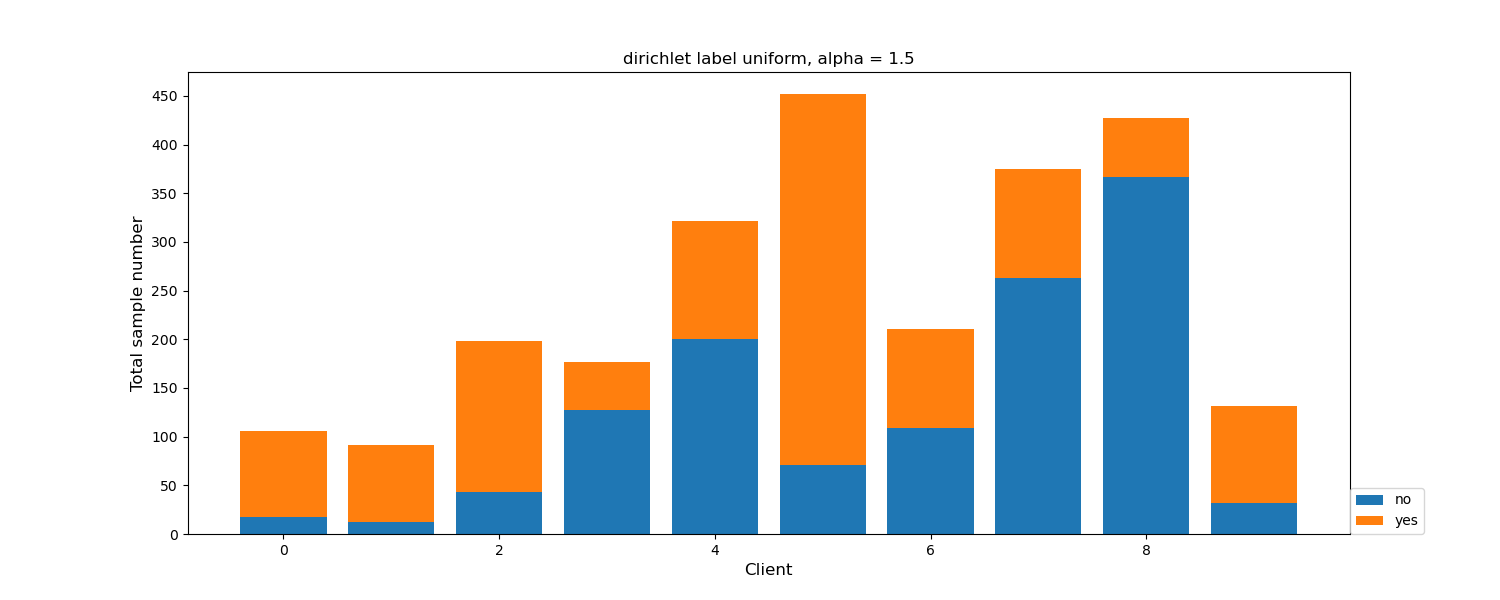 dirichlet label uniform, alpha = 1.5
Total sample number
450
400
350
300
250
200
150
100
50
0
0 2 4 6 8
Client
no
yes